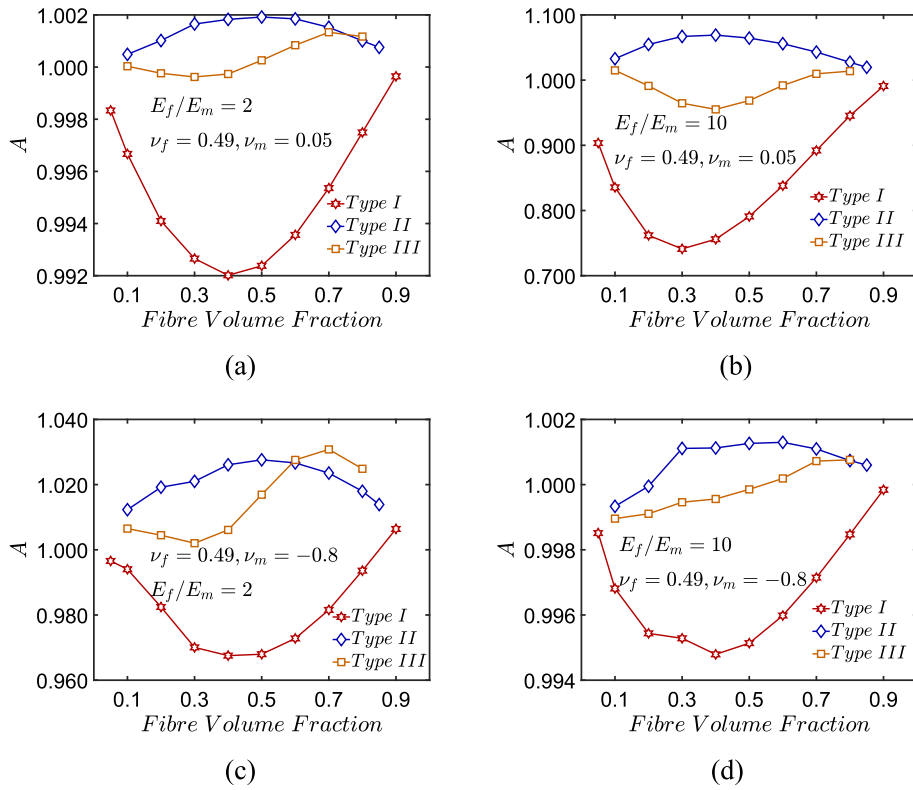 1.002
1.000
0.998
0.996
0.994
0.992
A
E_f/E_m = 2
ν_f = 0.49, ν_m = 0.05
Type I
Type II
Type III
0.1 0.3 0.5 0.7 0.9
Fibre Volume Fraction
(a)
1.100
1.000
0.900
0.800
0.700
A
E_f/E_m = 10
ν_f = 0.49, ν_m = 0.05
Type I
Type II
Type III
0.1 0.3 0.5 0.7 0.9
Fibre Volume Fraction
(b)
1.040
1.020
1.000
0.980
0.960
A
ν_f = 0.49, ν_m = −0.8
E_f/E_m = 2
Type I
Type II
Type III
0.1 0.3 0.5 0.7 0.9
Fibre Volume Fraction
(c)
1.002
1.000
0.998
0.996
0.994
A
E_f/E_m = 10
ν_f = 0.49, ν_m = −0.8
Type I
Type II
Type III
0.1 0.3 0.5 0.7 0.9
Fibre Volume Fraction
(d)